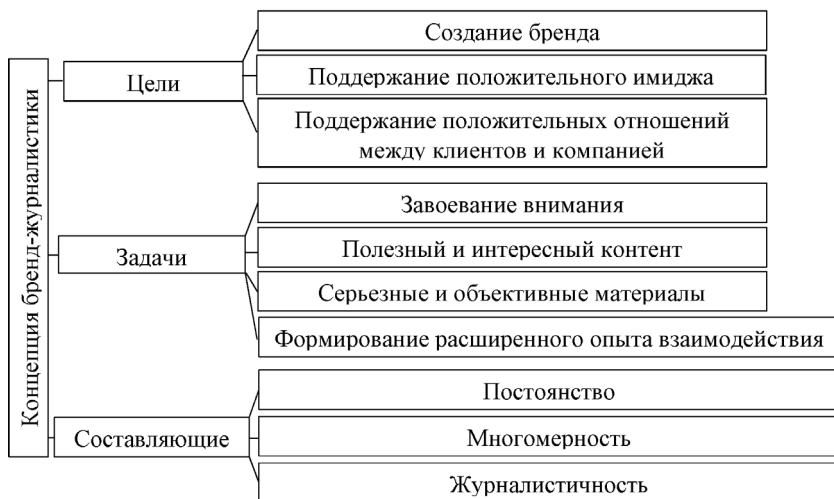 Концепция бренд-журналистики
Цели
Создание бренда
Поддержание положительного имиджа
Поддержание положительных отношений
между клиентов и компанией
Задачи
Завоевание внимания
Полезный и интересный контент
Серьезные и объективные материалы
Формирование расширенного опыта взаимодействия
Составляющие
Постоянство
Многомерность
Журналистичность